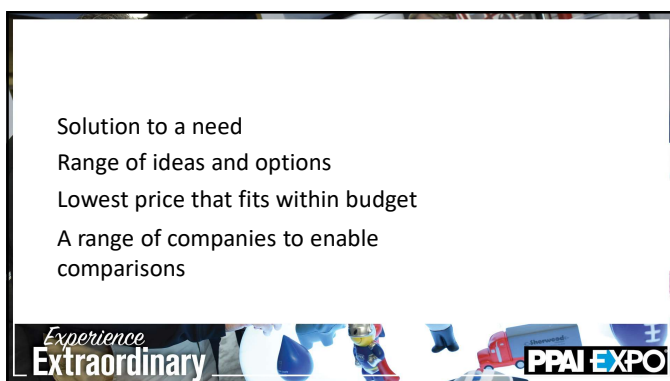 Solution to a need
Range of ideas and options
Lowest price that fits within budget
A range of companies to enable
comparisons
Experience
Extraordinary
PPAI EXPO